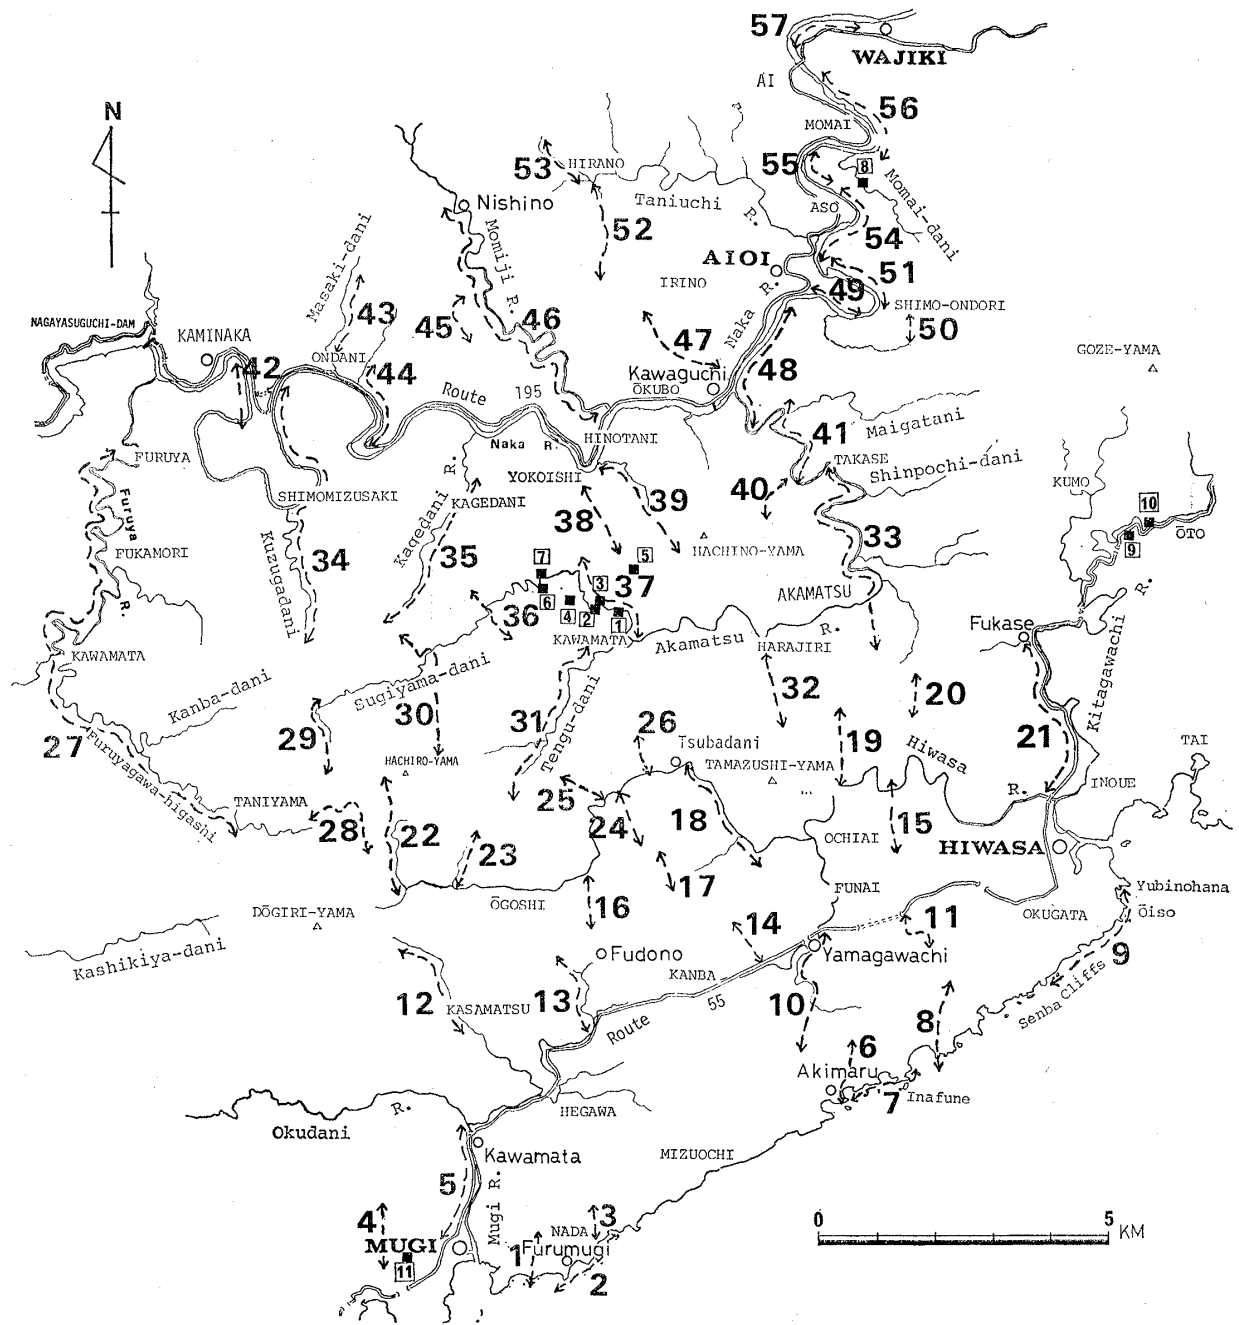 57
WAJIKI
AI
56
N
MOMAI
53
HIRANO
55
8
Momai-dani
Nishino
Taniuchi
R.
ASO
52
54
Momiji R.
Masaki-dani
AIOI
51
IRINO
49
SHIMO-ONDORI
43
45
46
R.
Naka
50
NAGAYASUGUCHI-DAM
KAMINAKA
47
GOZE-YAMA
42
ONDANI
44
48
Kawaguchi
ŌKUBO
Route
195
Maigatani
41
HINOTANI
Naka R.
FURUYA
YOKOISHI
TAKASE
Shinpochi-dani
R.
KUMO
40
SHIMOMIZUSAKI
KAGEDANI
39
10
Furuya
38
33
ŌTO
FUKAMORI
Kuzugadani
34
Kagedani
35
HACHINO-YAMA
9
7
5
37
R.
3
AKAMATSU
R.
36
6
4
2
1
KAWAMATA
Akamatsu
R.
Fukase
KAWAMATA
HARAJIRI
Kitagawachi
Sugiyama-dani
Kanba-dani
32
20
30
31
29
26
27
Tengu-dani
Tsubadani
19
Hiwasa
21
TAI
Furuyagawa-higashi
HACHIRO-YAMA
TAMAZUSHI-YAMA
R.
INOUE
TANIYAMA
25
28
22
24
18
15
OCHIAI
23
HIWASA
17
FUNAI
Yubinohana
DŌGIRI-YAMA
ŌGOSHI
16
11
OKUGATA
Ōiso
14
Kashikiya-dani
Fudono
Yamagawachi
9
KANBA
12
KASAMATSU
13
10
Senba Cliffs
Route
55
8
6
Akimaru
7
Inafune
R.
HEGAWA
Okudani
Kawamata
MIZUOCHI
5
Mugi R.
4
3
0
5
KM
MUGI
NADA
1
Furumugi
11
2